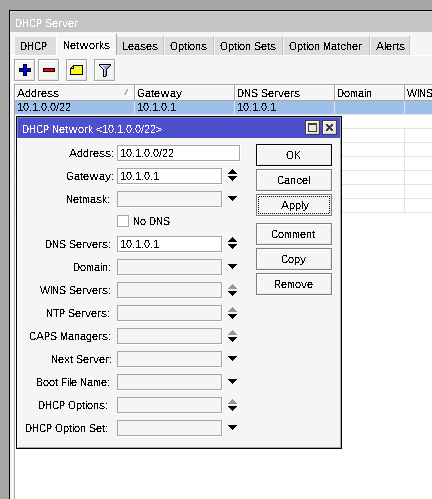 DHCP Server
DHCP Networks Leases Options Option Sets Option Matcher Alerts
Address Gateway DNS Servers Domain WINS
10.1.0.0/22 10.1.0.1 10.1.0.1
DHCP Network <10.1.0.0/22>
Address: 10.1.0.0/22 OK
Gateway: 10.1.0.1 Cancel
Netmask: Apply
No DNS
DNS Servers: 10.1.0.1 Comment
Domain: Copy
WINS Servers: Remove
NTP Servers:
CAPS Managers:
Next Server:
Boot File Name:
DHCP Options:
DHCP Option Set: